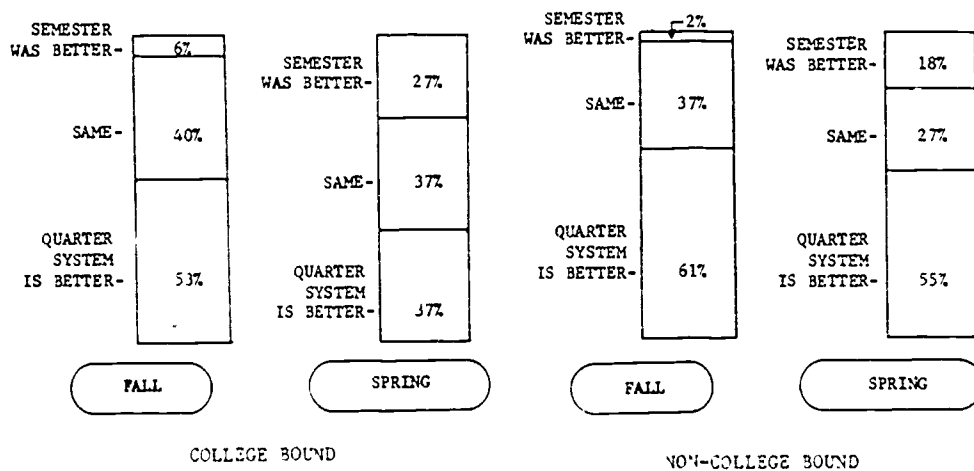 SEMESTER
WAS BETTER-
6%
SAME-
40%
QUARTER
SYSTEM
IS BETTER-
53%
FALL
SEMESTER
WAS BETTER-
27%
SAME-
37%
QUARTER
SYSTEM
IS BETTER-
37%
SPRING
COLLEGE BOUND
SEMESTER
WAS BETTER-
2%
SAME-
37%
QUARTER
SYSTEM
IS BETTER-
61%
FALL
SEMESTER
WAS BETTER-
18%
SAME-
27%
QUARTER
SYSTEM
IS BETTER-
55%
SPRING
NON-COLLEGE BOUND